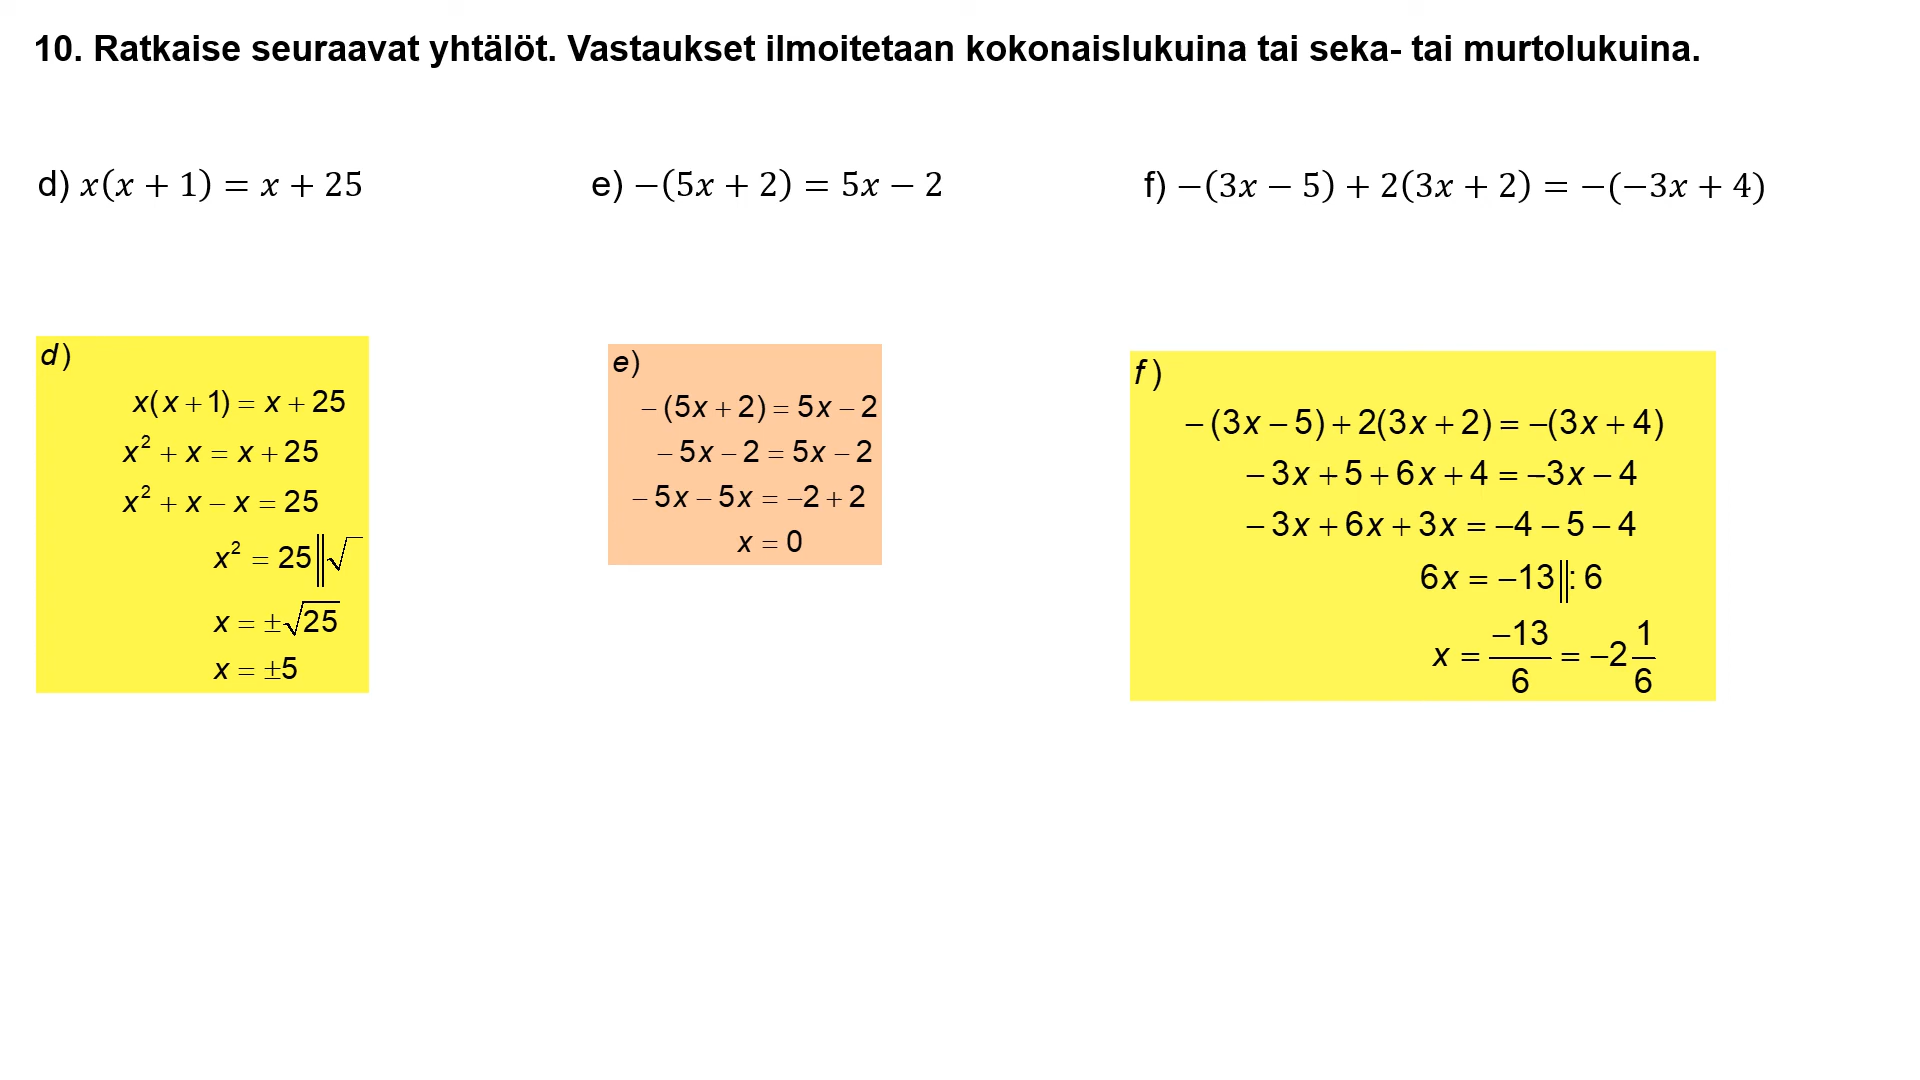 10. Ratkaise seuraavat yhtälöt. Vastaukset ilmoitetaan kokonaislukuina tai seka- tai murtolukuina.
d) x(x + 1) = x + 25
e) −(5x + 2) = 5x − 2
f) −(3x − 5) + 2(3x + 2) = −(−3x + 4)
d)
x(x + 1) = x + 25
x² + x = x + 25
x² + x − x = 25
x² = 25‖√
x = ±√25
x = ±5
e)
−(5x + 2) = 5x − 2
−5x − 2 = 5x − 2
−5x − 5x = −2 + 2
x = 0
f)
−(3x − 5) + 2(3x + 2) = −(3x + 4)
−3x + 5 + 6x + 4 = −3x − 4
−3x + 6x + 3x = −4 − 5 − 4
6x = −13‖: 6
x = −13/6 = −2 1/6